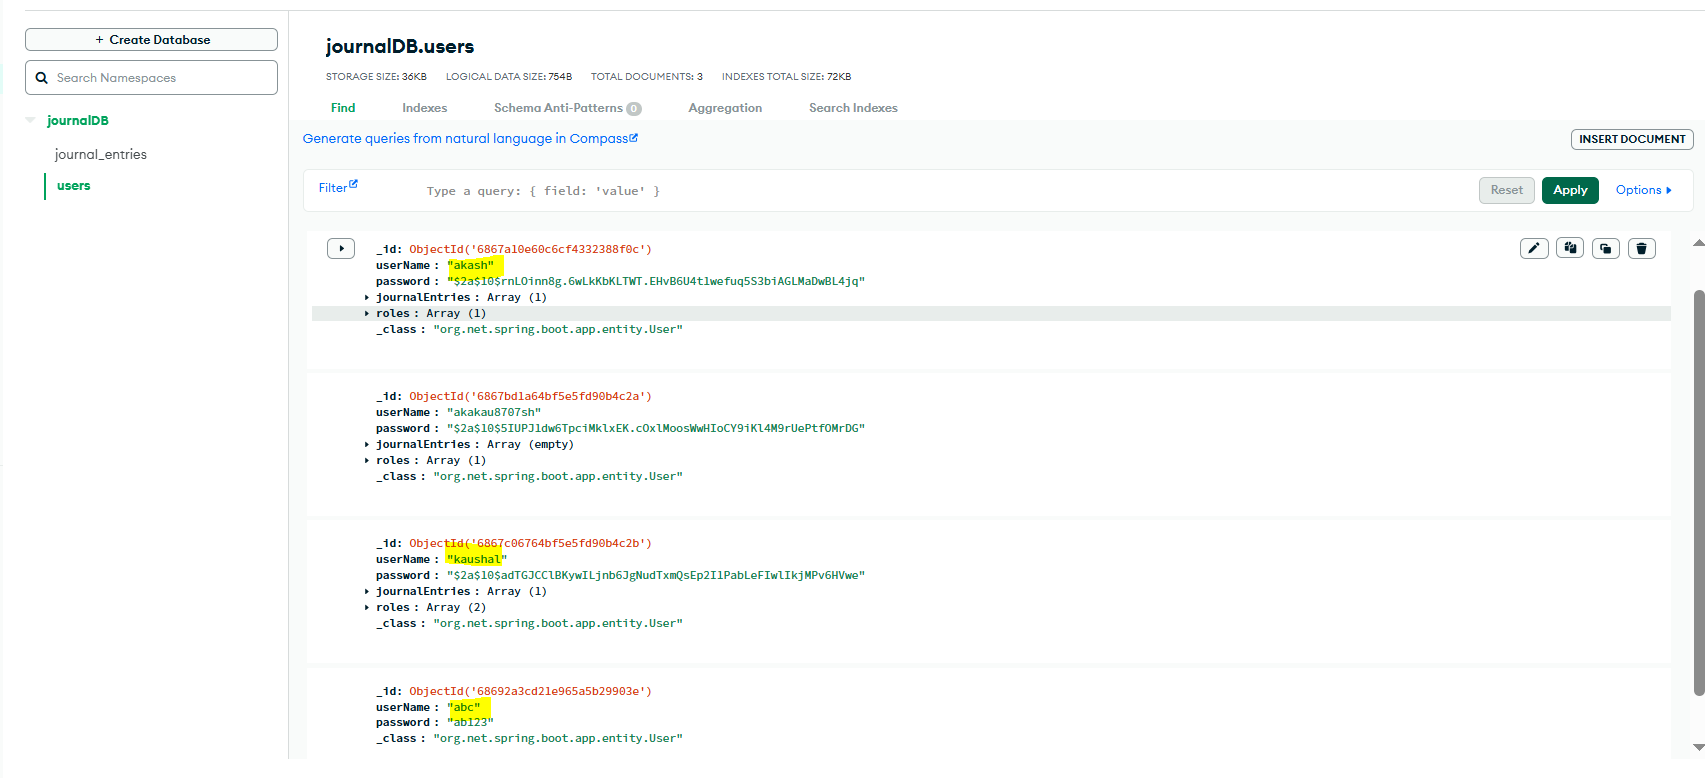 + Create Database
Search Namespaces
journalDB
journal_entries
users
journalDB.users
STORAGE SIZE: 36KB LOGICAL DATA SIZE: 754B TOTAL DOCUMENTS: 3 INDEXES TOTAL SIZE: 72KB
Find Indexes Schema Anti-Patterns 0 Aggregation Search Indexes
Generate queries from natural language in Compass
INSERT DOCUMENT
Filter Type a query: { field: 'value' } Reset Apply Options
_id: ObjectId('6867a10e60c6cf4332388f0c')
userName : "akash"
password : "$2a$10$rnLOinn8g.6wLkKbKLTWT.EHvB6U4tlwefuq5S3biAGLMaDwBL4jq"
journalEntries : Array (1)
roles : Array (1)
_class : "org.net.spring.boot.app.entity.User"
_id: ObjectId('6867bd1a64bf5e5fd90b4c2a')
userName : "akakau8707sh"
password : "$2a$10$5IUPJ1dw6TpciMklxEK.cOxlMoosWwHIoCY9iKl4M9rUePtfOMrDG"
journalEntries : Array (empty)
roles : Array (1)
_class : "org.net.spring.boot.app.entity.User"
_id: ObjectId('6867c06764bf5e5fd90b4c2b')
userName : "kaushal"
password : "$2a$10$adTGJCClBKywILjnb6JgNudTxmQsEp2IlPabLeFIwlIkjMPv6HVwe"
journalEntries : Array (1)
roles : Array (2)
_class : "org.net.spring.boot.app.entity.User"
_id: ObjectId('68692a3cd21e965a5b29903e')
userName : "abc"
password : "ab123"
_class : "org.net.spring.boot.app.entity.User"